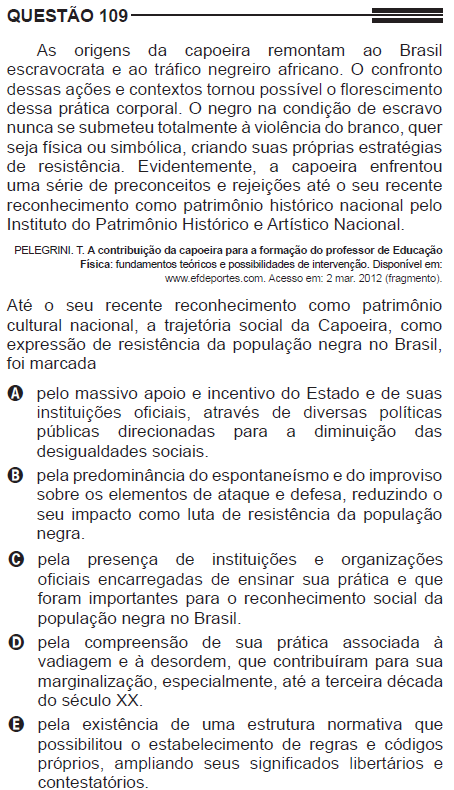 QUESTÃO 109
As origens da capoeira remontam ao Brasil
escravocrata e ao tráfico negreiro africano. O confronto
dessas ações e contextos tornou possível o florescimento
dessa prática corporal. O negro na condição de escravo
nunca se submeteu totalmente à violência do branco, quer
seja física ou simbólica, criando suas próprias estratégias
de resistência. Evidentemente, a capoeira enfrentou
uma série de preconceitos e rejeições até o seu recente
reconhecimento como patrimônio histórico nacional pelo
Instituto do Patrimônio Histórico e Artístico Nacional.
PELEGRINI. T. A contribuição da capoeira para a formação do professor de Educação
Física: fundamentos teóricos e possibilidades de intervenção. Disponível em:
www.efdeportes.com. Acesso em: 2 mar. 2012 (fragmento).
Até o seu recente reconhecimento como patrimônio
cultural nacional, a trajetória social da Capoeira, como
expressão de resistência da população negra no Brasil,
foi marcada
A pelo massivo apoio e incentivo do Estado e de suas
instituições oficiais, através de diversas políticas
públicas direcionadas para a diminuição das
desigualdades sociais.
B pela predominância do espontaneísmo e do improviso
sobre os elementos de ataque e defesa, reduzindo o
seu impacto como luta de resistência da população
negra.
C pela presença de instituições e organizações
oficiais encarregadas de ensinar sua prática e que
foram importantes para o reconhecimento social da
população negra no Brasil.
D pela compreensão de sua prática associada à
vadiagem e à desordem, que contribuíram para sua
marginalização, especialmente, até a terceira década
do século XX.
E pela existência de uma estrutura normativa que
possibilitou o estabelecimento de regras e códigos
próprios, ampliando seus significados libertários e
contestatórios.